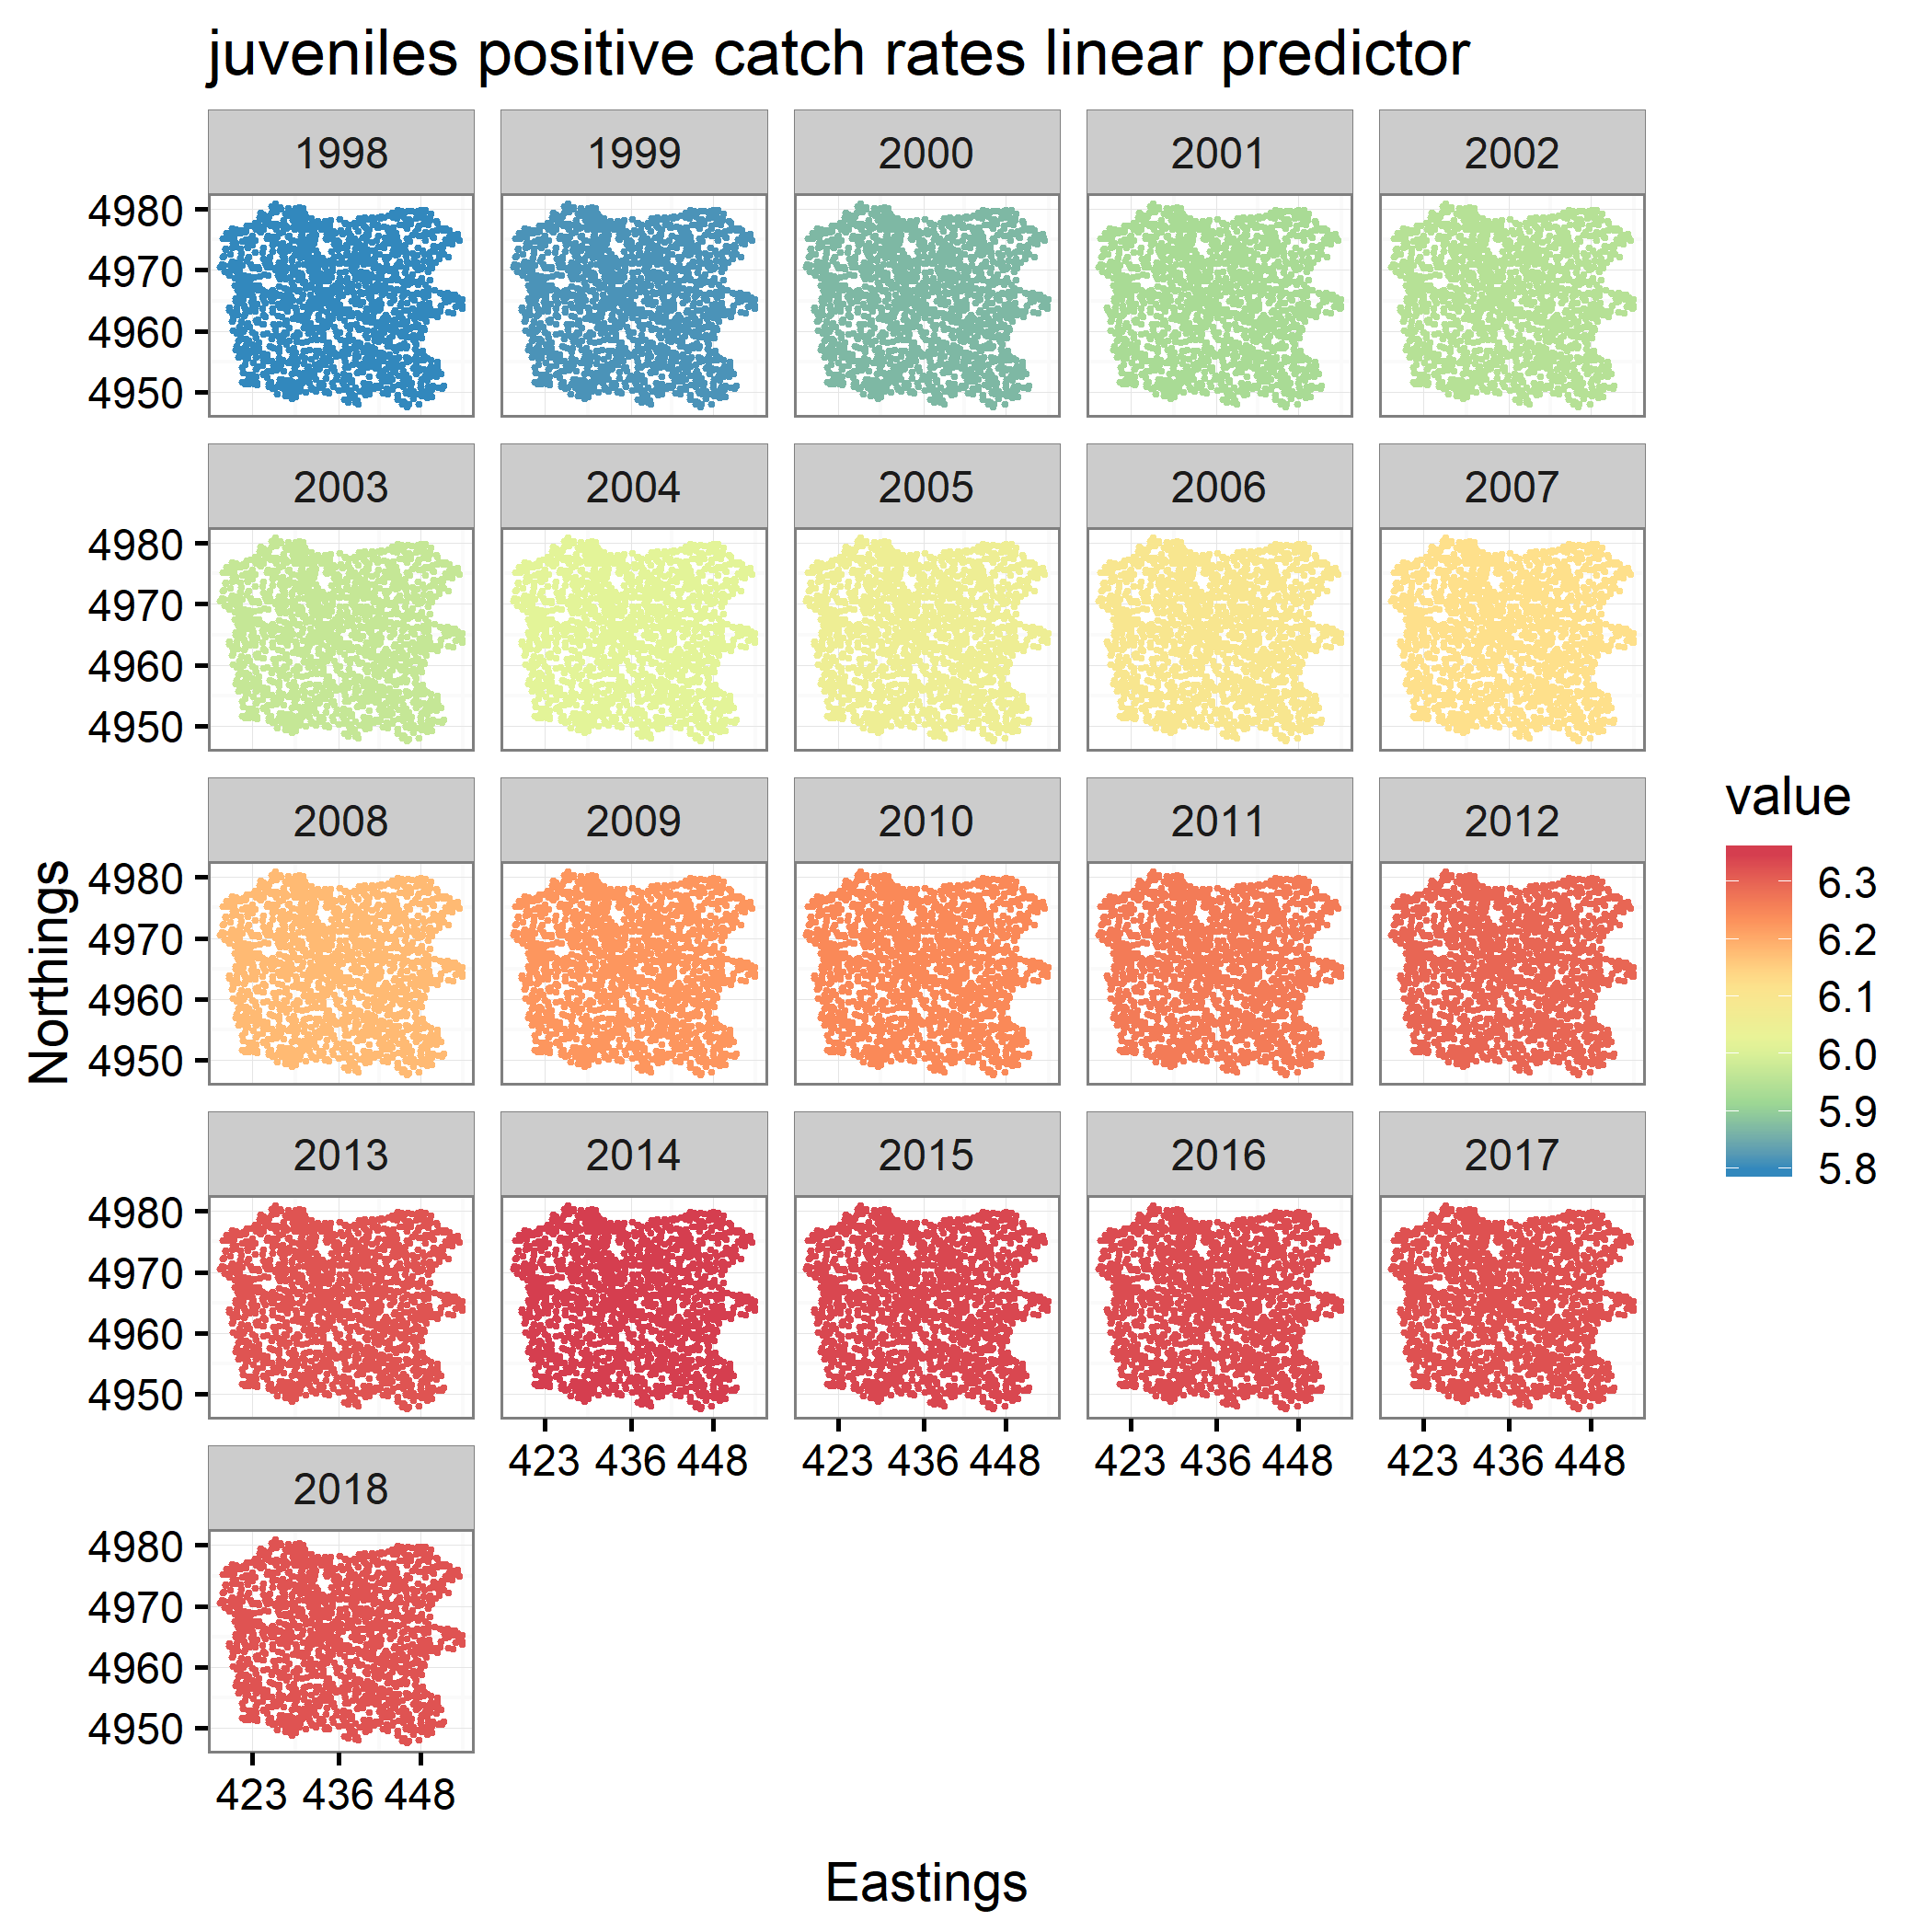 juveniles positive catch rates linear predictor
1998 1999 2000 2001 2002
4980
4970
4960
4950
2003 2004 2005 2006 2007
4980
4970
4960
4950
2008 2009 2010 2011 2012
4980
4970
4960
4950
2013 2014 2015 2016 2017
4980
4970
4960
4950
423 436 448 423 436 448 423 436 448 423 436 448
2018
4980
4970
4960
4950
423 436 448
Northings
Eastings
value
6.3
6.2
6.1
6.0
5.9
5.8